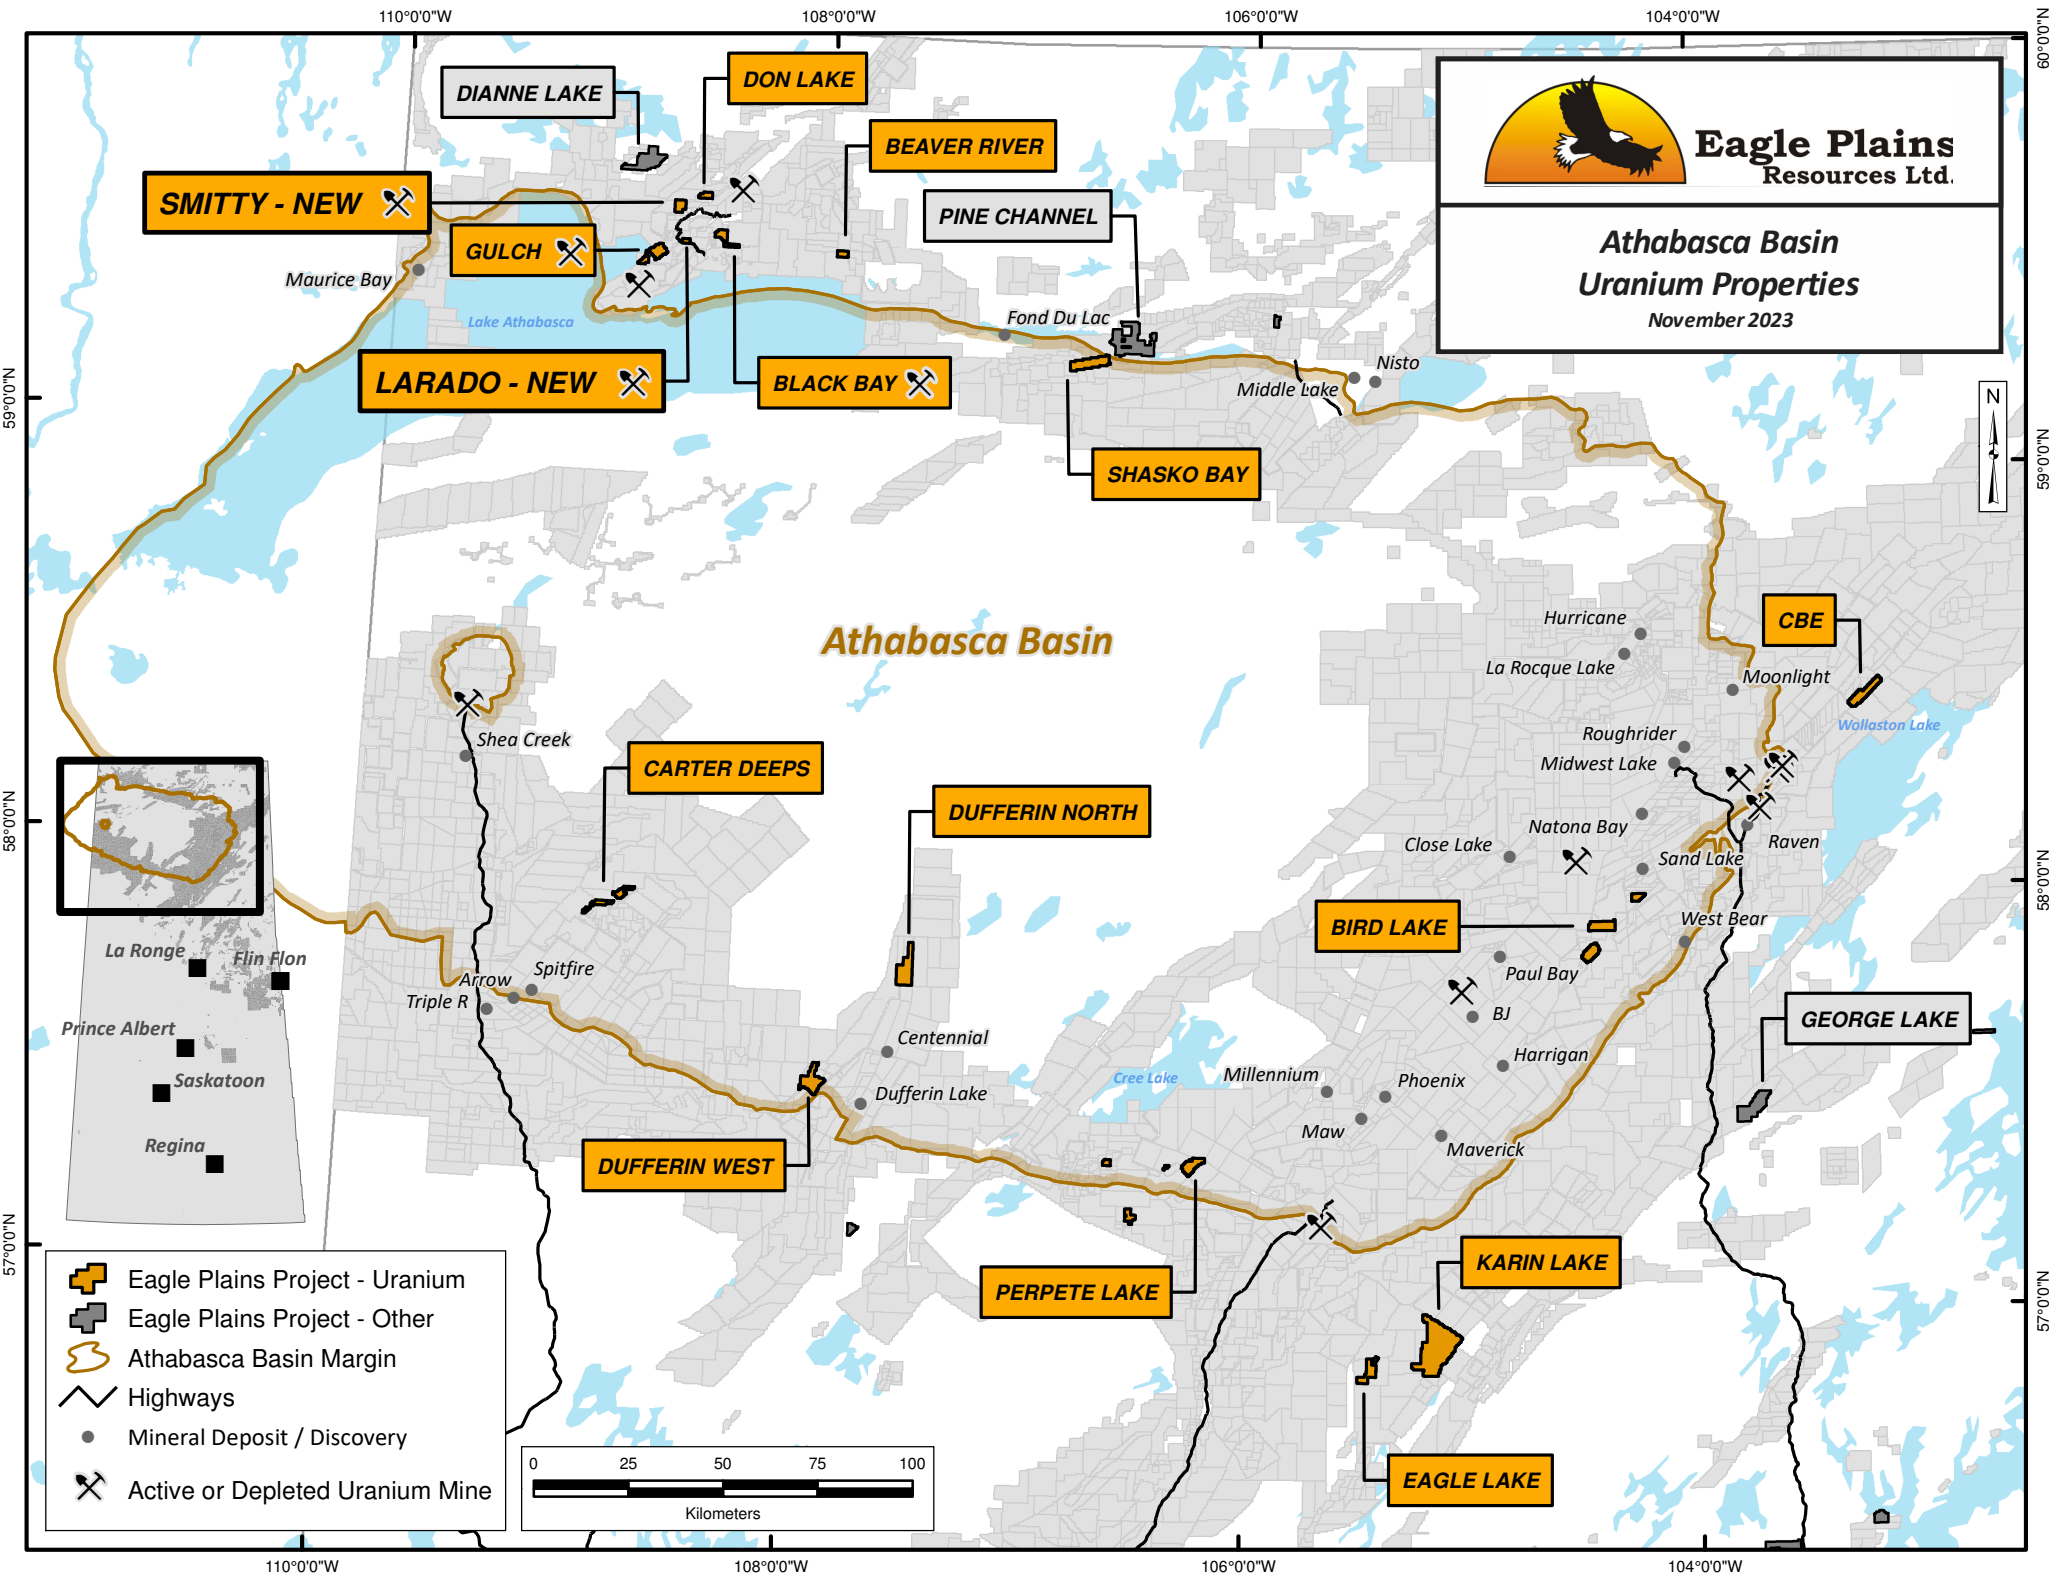 110°0'0"W
108°0'0"W
106°0'0"W
104°0'0"W
60°0'0"N
DIANNE LAKE
DON LAKE
BEAVER RIVER
SMITTY - NEW
PINE CHANNEL
GULCH
Maurice Bay
Lake Athabasca
Fond Du Lac
LARADO - NEW
BLACK BAY
Middle Lake
Nisto
SHASKO BAY
Eagle Plains
Resources Ltd.
Athabasca Basin
Uranium Properties
November 2023
N
59°0'0"N
59°0'0"N
Athabasca Basin
Hurricane
La Rocque Lake
CBE
Moonlight
Wollaston Lake
Shea Creek
Roughrider
Midwest Lake
CARTER DEEPS
DUFFERIN NORTH
Natona Bay
Close Lake
Raven
Sand Lake
58°0'0"N
58°0'0"N
BIRD LAKE
West Bear
Paul Bay
BJ
La Ronge
Flin Flon
Prince Albert
Saskatoon
Regina
Arrow
Spitfire
Triple R
GEORGE LAKE
Centennial
Dufferin Lake
Cree Lake
Millennium
Phoenix
Harrigan
Maw
Maverick
DUFFERIN WEST
PERPETE LAKE
KARIN LAKE
EAGLE LAKE
57°0'0"N
57°0'0"N
Eagle Plains Project - Uranium
Eagle Plains Project - Other
Athabasca Basin Margin
Highways
Mineral Deposit / Discovery
Active or Depleted Uranium Mine
0 25 50 75 100
Kilometers
110°0'0"W
108°0'0"W
106°0'0"W
104°0'0"W